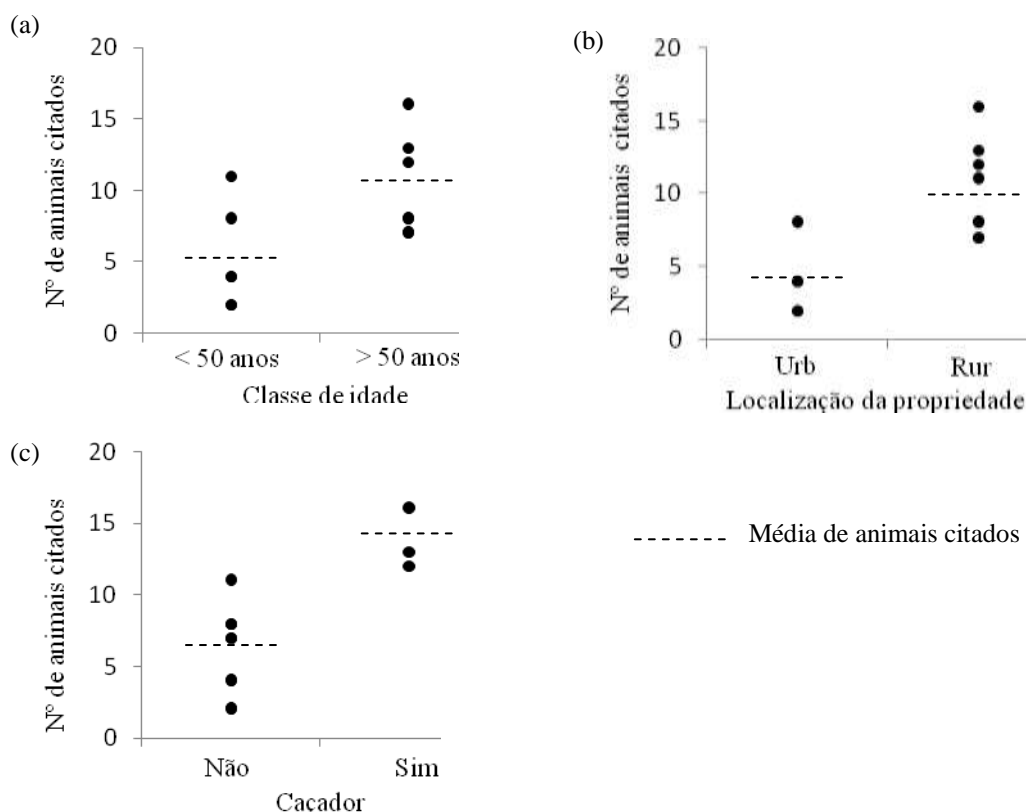 (a)
Nº de animais citados
20
15
10
5
0
< 50 anos
> 50 anos
Classe de idade
(b)
Nº de animais citados
20
15
10
5
0
Urb
Rur
Localização da propriedade
(c)
Nº de animais citados
20
15
10
5
0
Não
Sim
Caçador
Média de animais citados